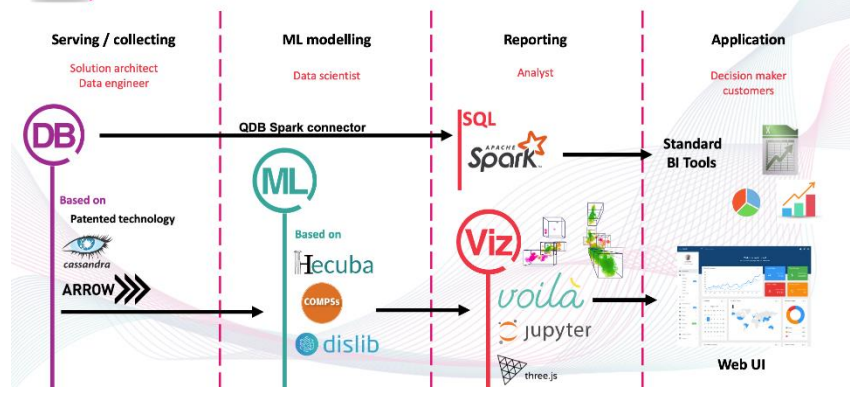 Serving / collecting
ML modelling
Reporting
Application
Solution architect
Data engineer
Data scientist
Analyst
Decision maker
customers
DB
QDB Spark connector
SQL
APACHE
Spark
Standard
BI Tools
ML
Based on
Patented technology
cassandra
ARROW
Based on
Hecuba
COMPSs
dislib
Viz
voilà
jupyter
three.js
Web UI